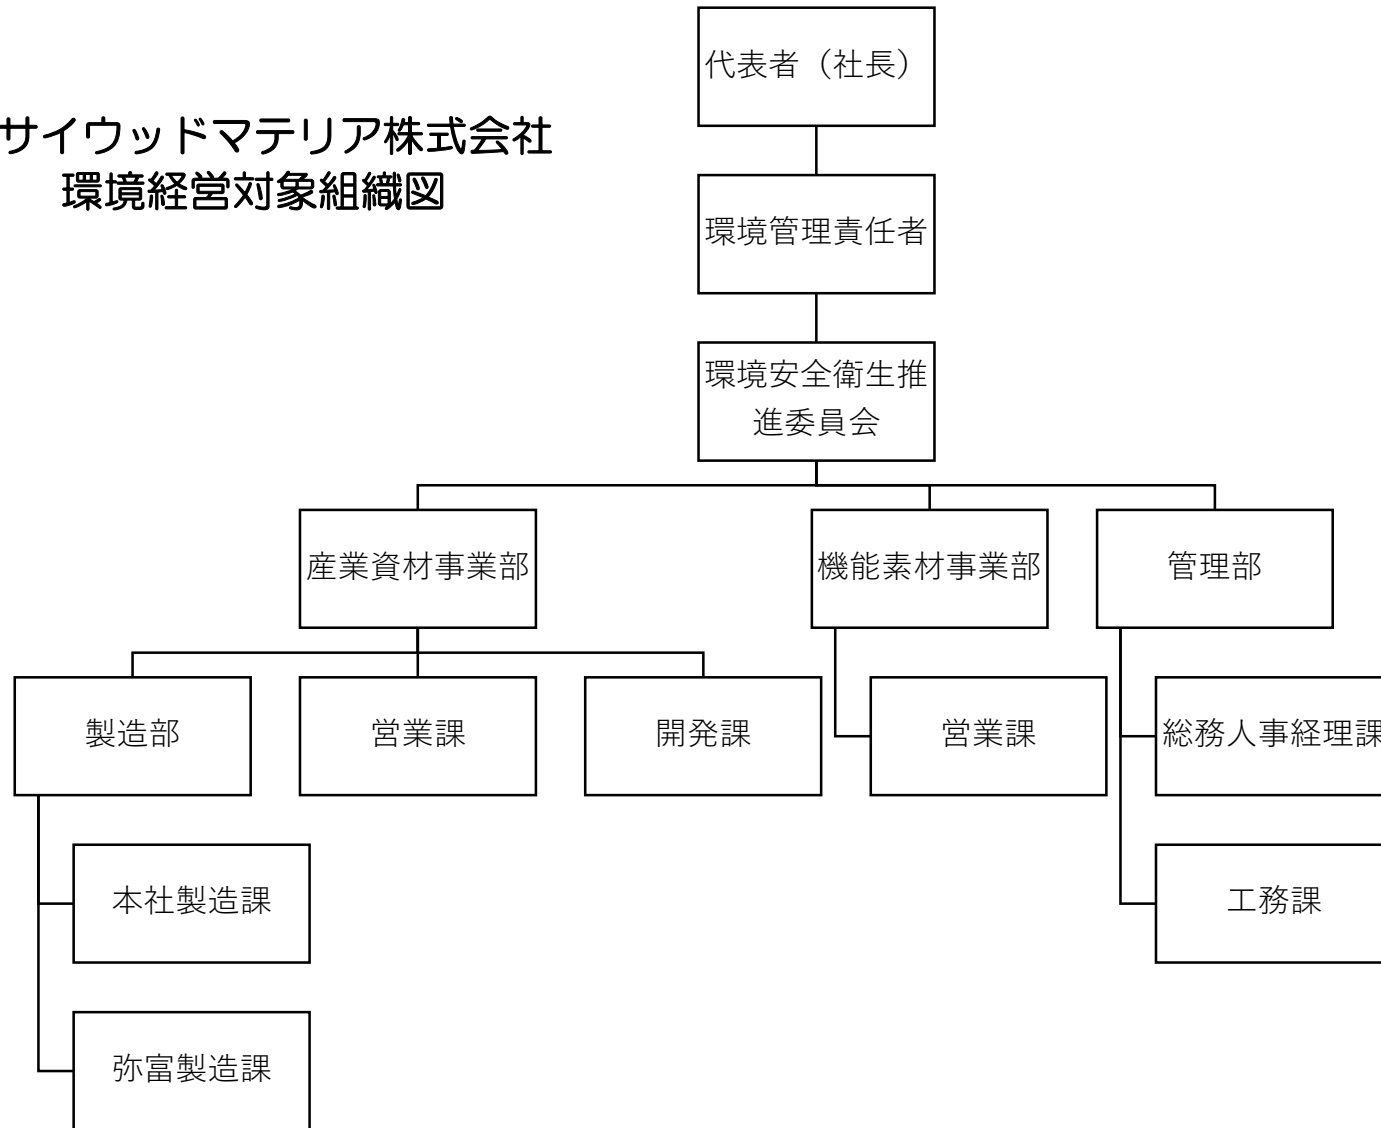 代表者（社長）
サイウッドマテリア株式会社
環境経営対象組織図
環境管理責任者
環境安全衛生推
進委員会
産業資材事業部
機能素材事業部
管理部
製造部
営業課
開発課
営業課
総務人事経理課
本社製造課
工務課
弥富製造課